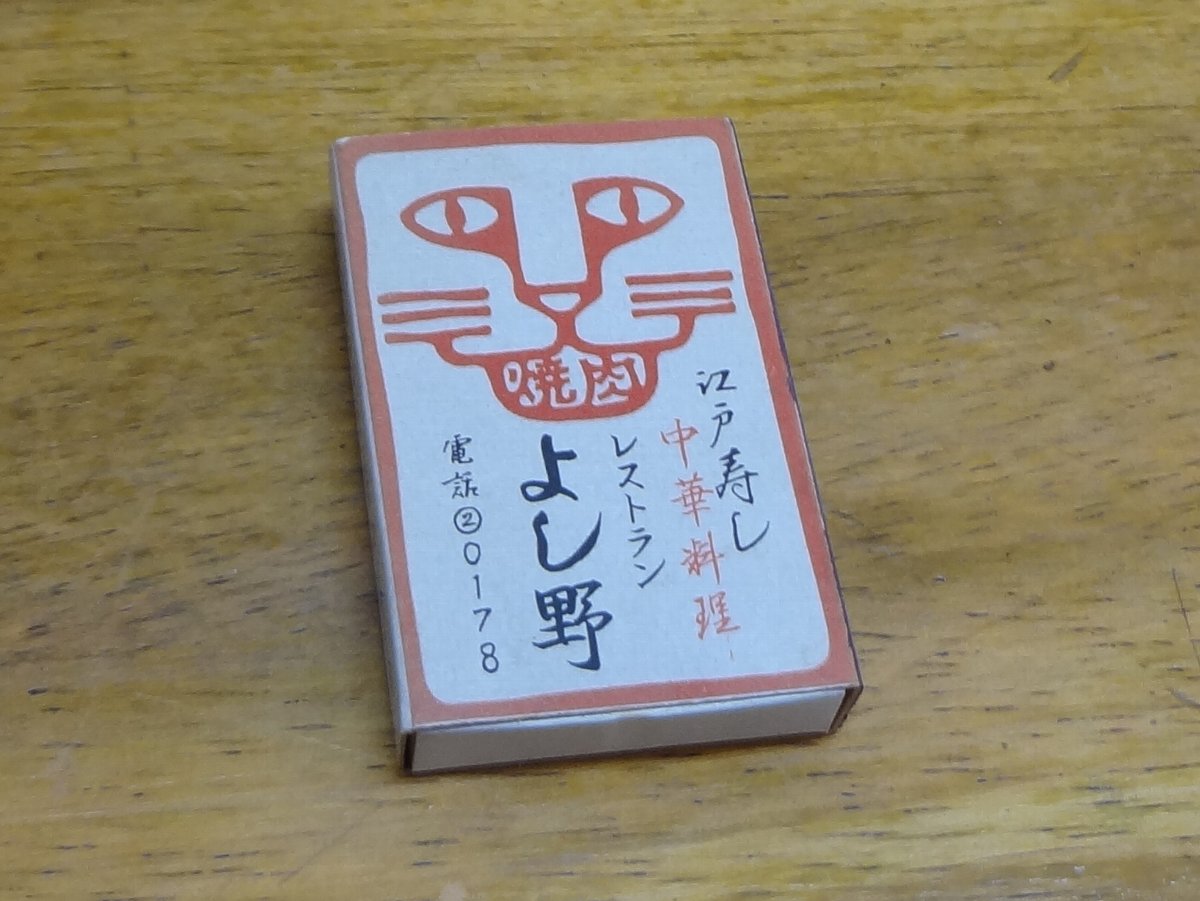 焼肉
江戸寿し
中華料理
レストラン
よし野
電話②0178